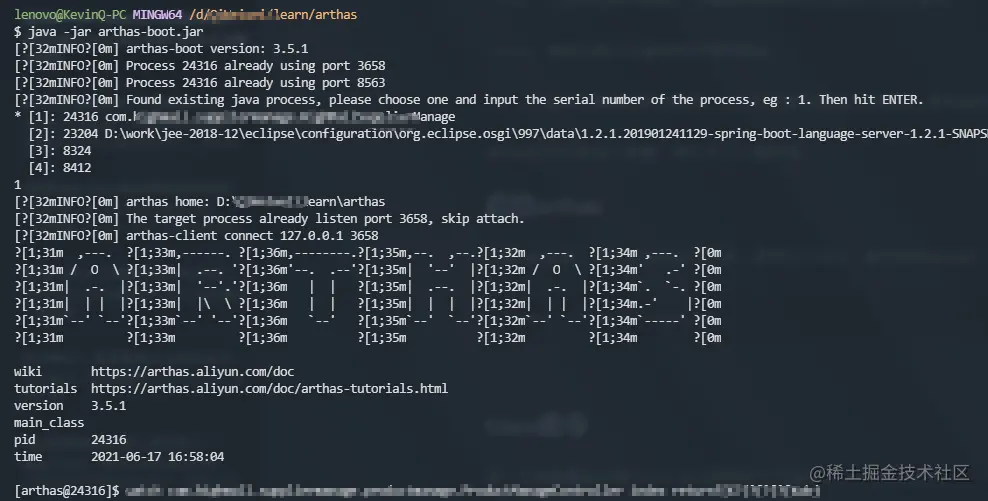 lenovo@KevinQ-PC MINGW64 /d/ learn/arthas
$ java -jar arthas-boot.jar
[?[32mINFO?[0m] arthas-boot version: 3.5.1
[?[32mINFO?[0m] Process 24316 already using port 3658
[?[32mINFO?[0m] Process 24316 already using port 8563
[?[32mINFO?[0m] Found existing java process, please choose one and input the serial number of the process, eg : 1. Then hit ENTER.
* [1]: 24316 com. Manage
  [2]: 23204 D:\work\jee-2018-12\eclipse\configuration\org.eclipse.osgi\997\data\1.2.1.201901241129-spring-boot-language-server-1.2.1-SNAPS
  [3]: 8324
  [4]: 8412
1
[?[32mINFO?[0m] arthas home: D:\ learn\arthas
[?[32mINFO?[0m] The target process already listen port 3658, skip attach.
[?[32mINFO?[0m] arthas-client connect 127.0.0.1 3658
?[1;31m  ,---.  ?[1;33m,------. ?[1;36m,--------.?[1;35m,--.  ,--.?[1;32m  ,---.  ?[1;34m ,---.  ?[0m
?[1;31m /  O  \ ?[1;33m|  .--. '?[1;36m'--.  .--'?[1;35m|  '--'  |?[1;32m /  O  \ ?[1;34m'   .-' ?[0m
?[1;31m|  .-.  |?[1;33m|  '--'.'?[1;36m   |  |   ?[1;35m|  .--.  |?[1;32m|  .-.  |?[1;34m`.  `-. ?[0m
?[1;31m|  | |  |?[1;33m|  |\  \ ?[1;36m   |  |   ?[1;35m|  |  |  |?[1;32m|  | |  |?[1;34m.-'    |?[0m
?[1;31m`--' `--'?[1;33m`--' '--'?[1;36m   `--'   ?[1;35m`--'  `--'?[1;32m`--' `--'?[1;34m`-----' ?[0m
?[1;31m         ?[1;33m         ?[1;36m          ?[1;35m          ?[1;32m         ?[1;34m        ?[0m
wiki       https://arthas.aliyun.com/doc
tutorials  https://arthas.aliyun.com/doc/arthas-tutorials.html
version    3.5.1
main_class
pid        24316
time       2021-06-17 16:58:04
[arthas@24316]$
@稀土掘金技术社区